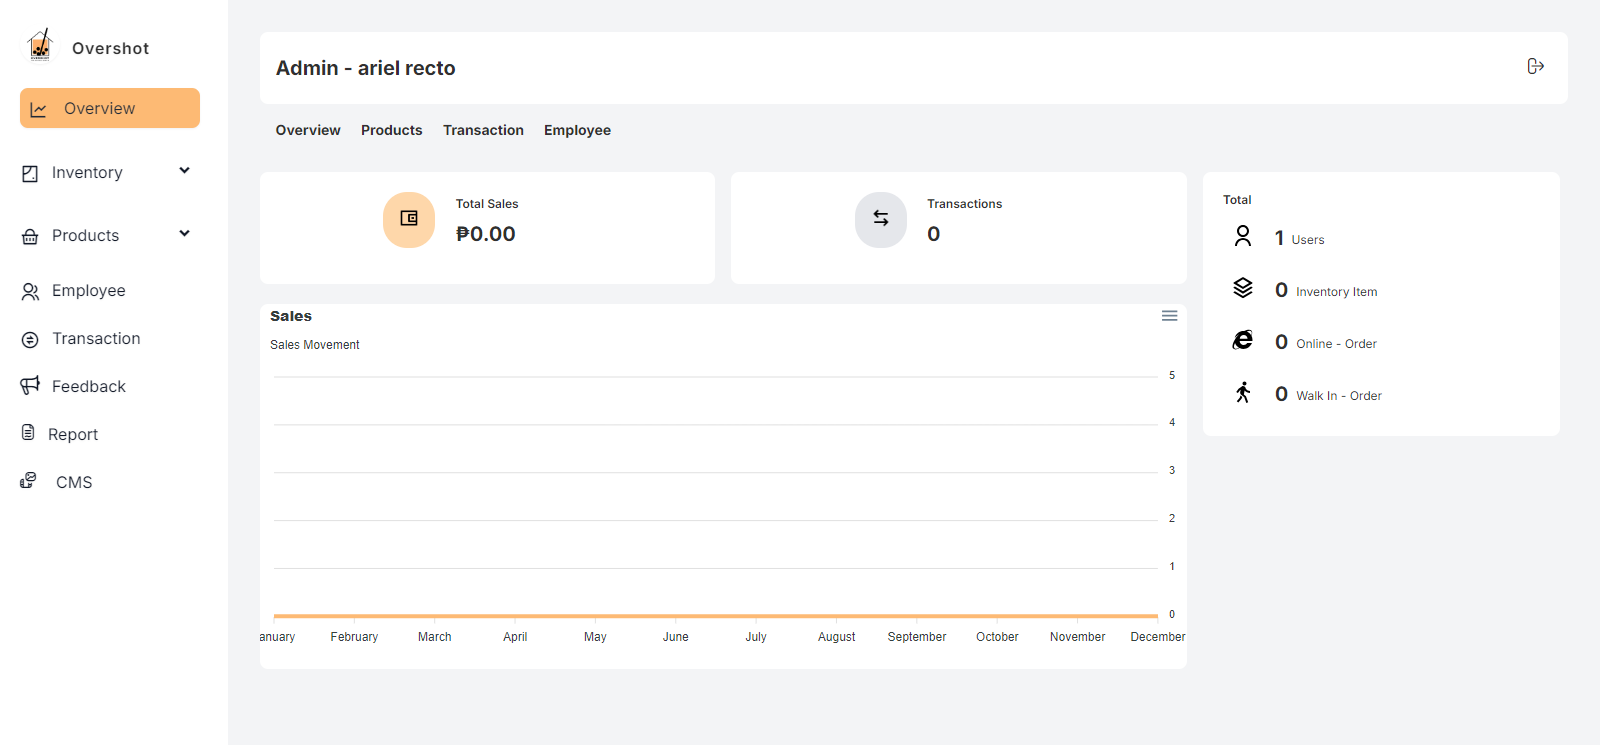 Overshot
Overview
Inventory
Products
Employee
Transaction
Feedback
Report
CMS
Admin - ariel recto
Overview Products Transaction Employee
Total Sales
₱0.00
Transactions
0
Total
1 Users
0 Inventory Item
0 Online - Order
0 Walk In - Order
Sales
Sales Movement
5
4
3
2
1
0
anuary February March April May June July August September October November December